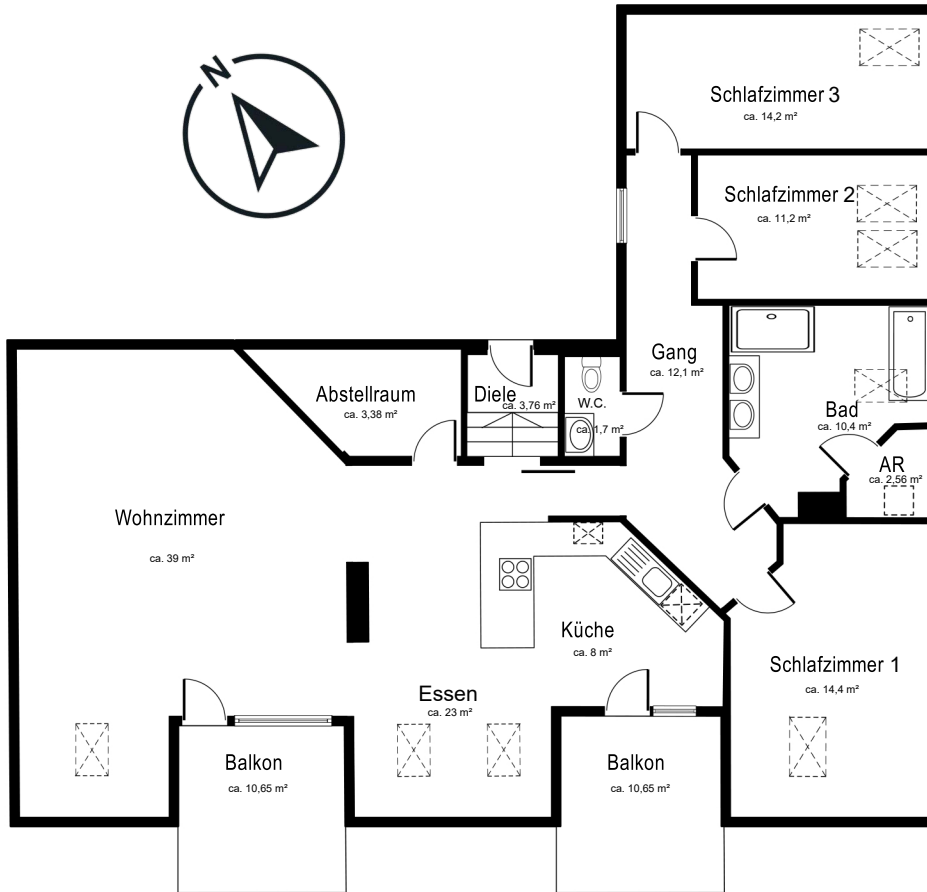 N
Schlafzimmer 3
ca. 14,2 m²
Schlafzimmer 2
ca. 11,2 m²
Gang
ca. 12,1 m²
Abstellraum
ca. 3,38 m²
Diele
ca. 3,76 m²
W.C.
ca. 1,7 m²
Bad
ca. 10,4 m²
AR
ca. 2,56 m²
Wohnzimmer
ca. 39 m²
Küche
ca. 8 m²
Schlafzimmer 1
ca. 14,4 m²
Essen
ca. 23 m²
Balkon
ca. 10,65 m²
Balkon
ca. 10,65 m²